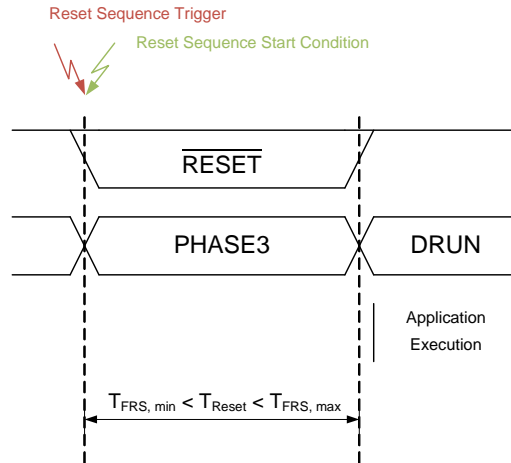 Reset Sequence Trigger
Reset Sequence Start Condition
RESET
PHASE3
DRUN
Application
Execution
TFRS, min < TReset < TFRS, max